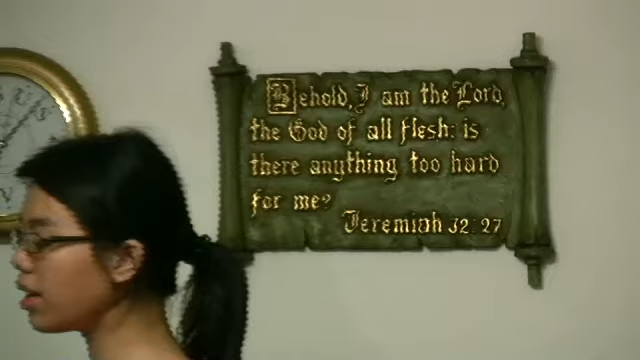 Behold, I am the Lord,
the God of all flesh: is
there anything too hard
for me?
Jeremiah 32:27